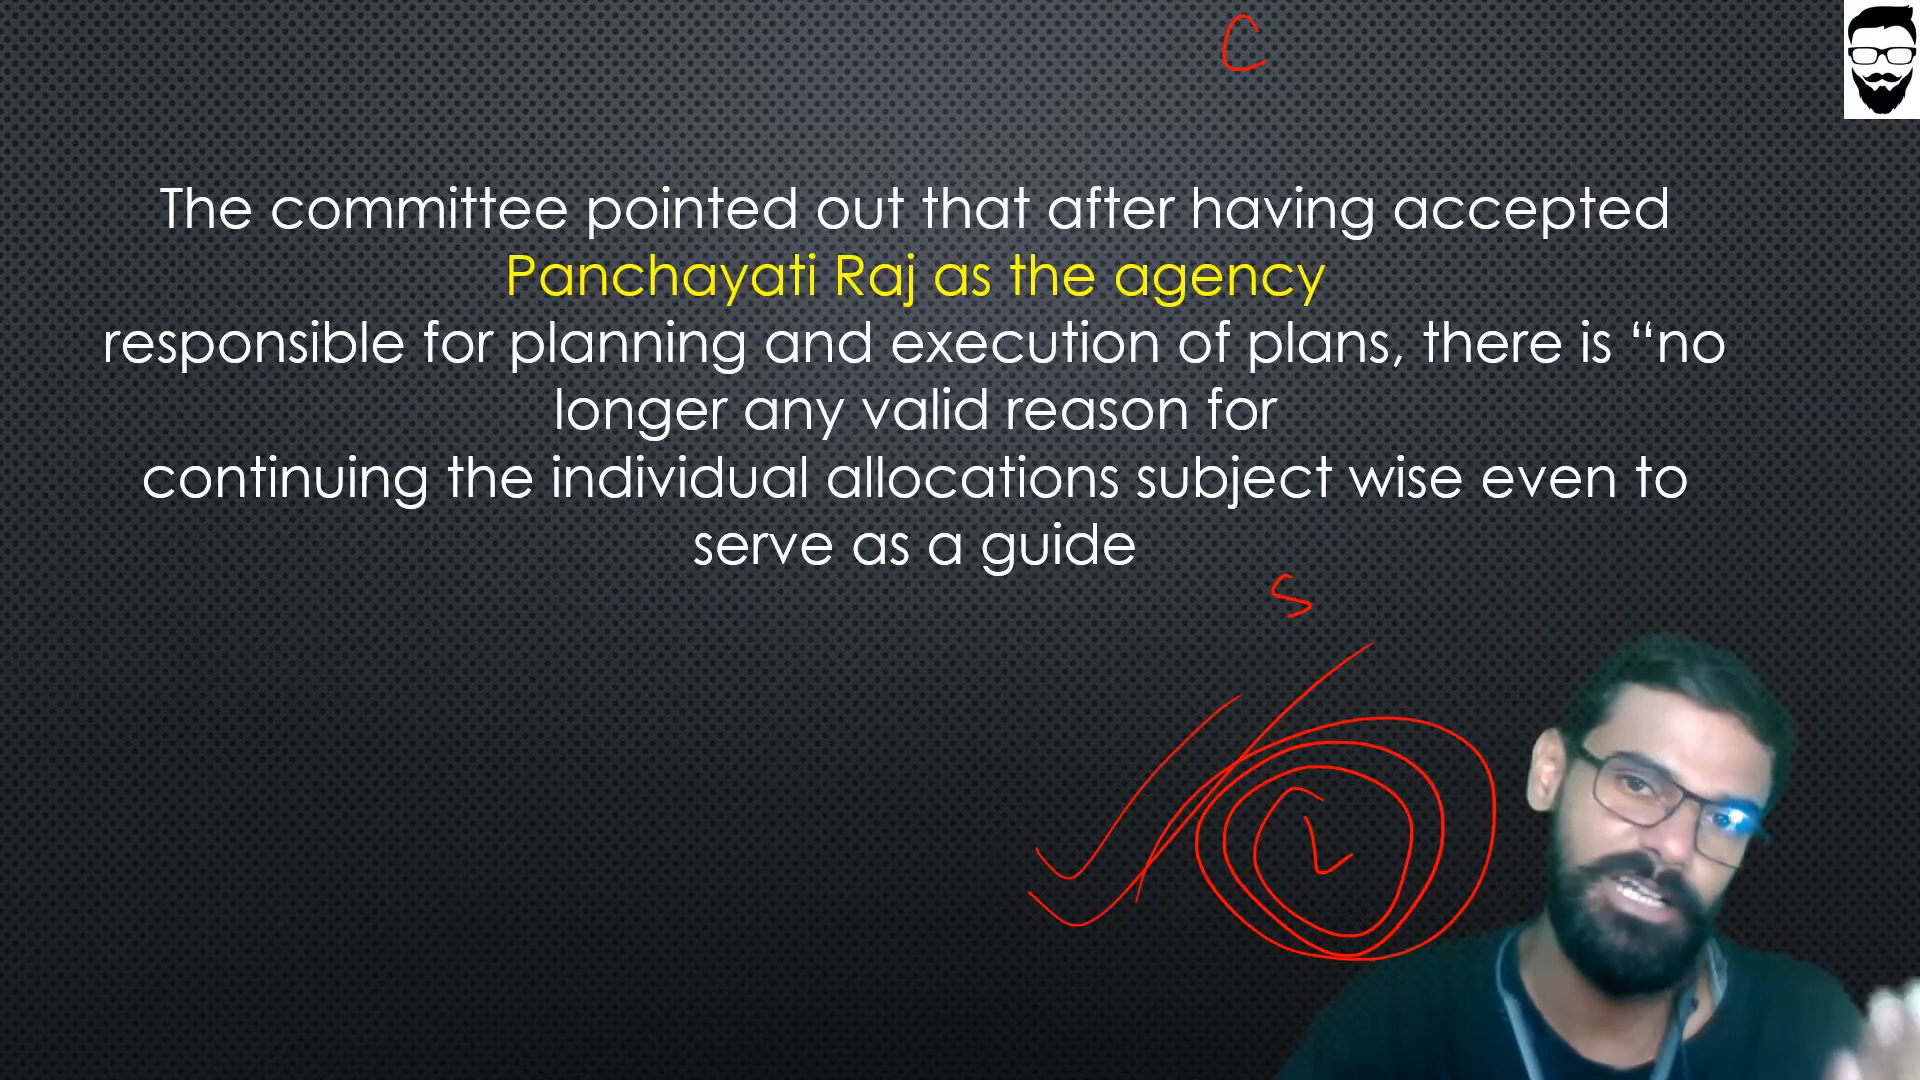 C
The committee pointed out that after having accepted
Panchayati Raj as the agency
responsible for planning and execution of plans, there is “no
longer any valid reason for
continuing the individual allocations subject wise even to
serve as a guide
S
L